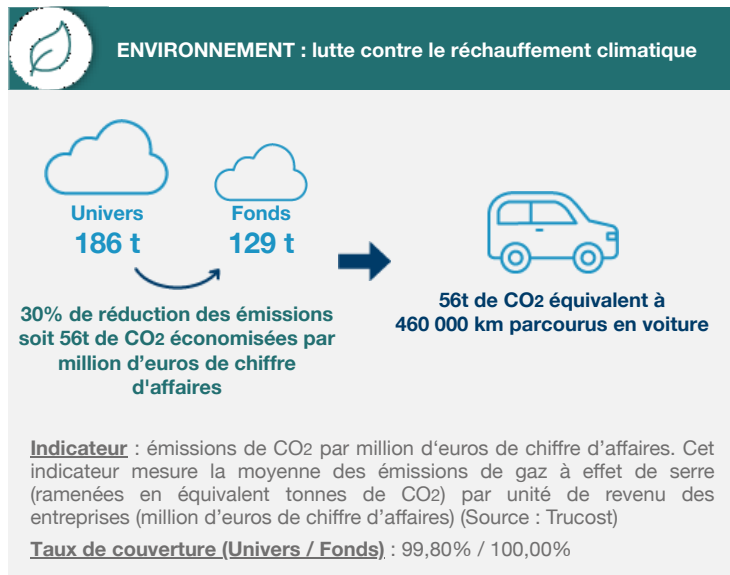 ENVIRONNEMENT : lutte contre le réchauffement climatique
Univers
186 t
Fonds
129 t
30% de réduction des émissions
soit 56t de CO2 économisées par
million d'euros de chiffre
d'affaires
56t de CO2 équivalent à
460 000 km parcourus en voiture
Indicateur : émissions de CO2 par million d‘euros de chiffre d’affaires. Cet
indicateur mesure la moyenne des émissions de gaz à effet de serre
(ramenées en équivalent tonnes de CO2) par unité de revenu des
entreprises (million d’euros de chiffre d’affaires) (Source : Trucost)
Taux de couverture (Univers / Fonds) : 99,80% / 100,00%